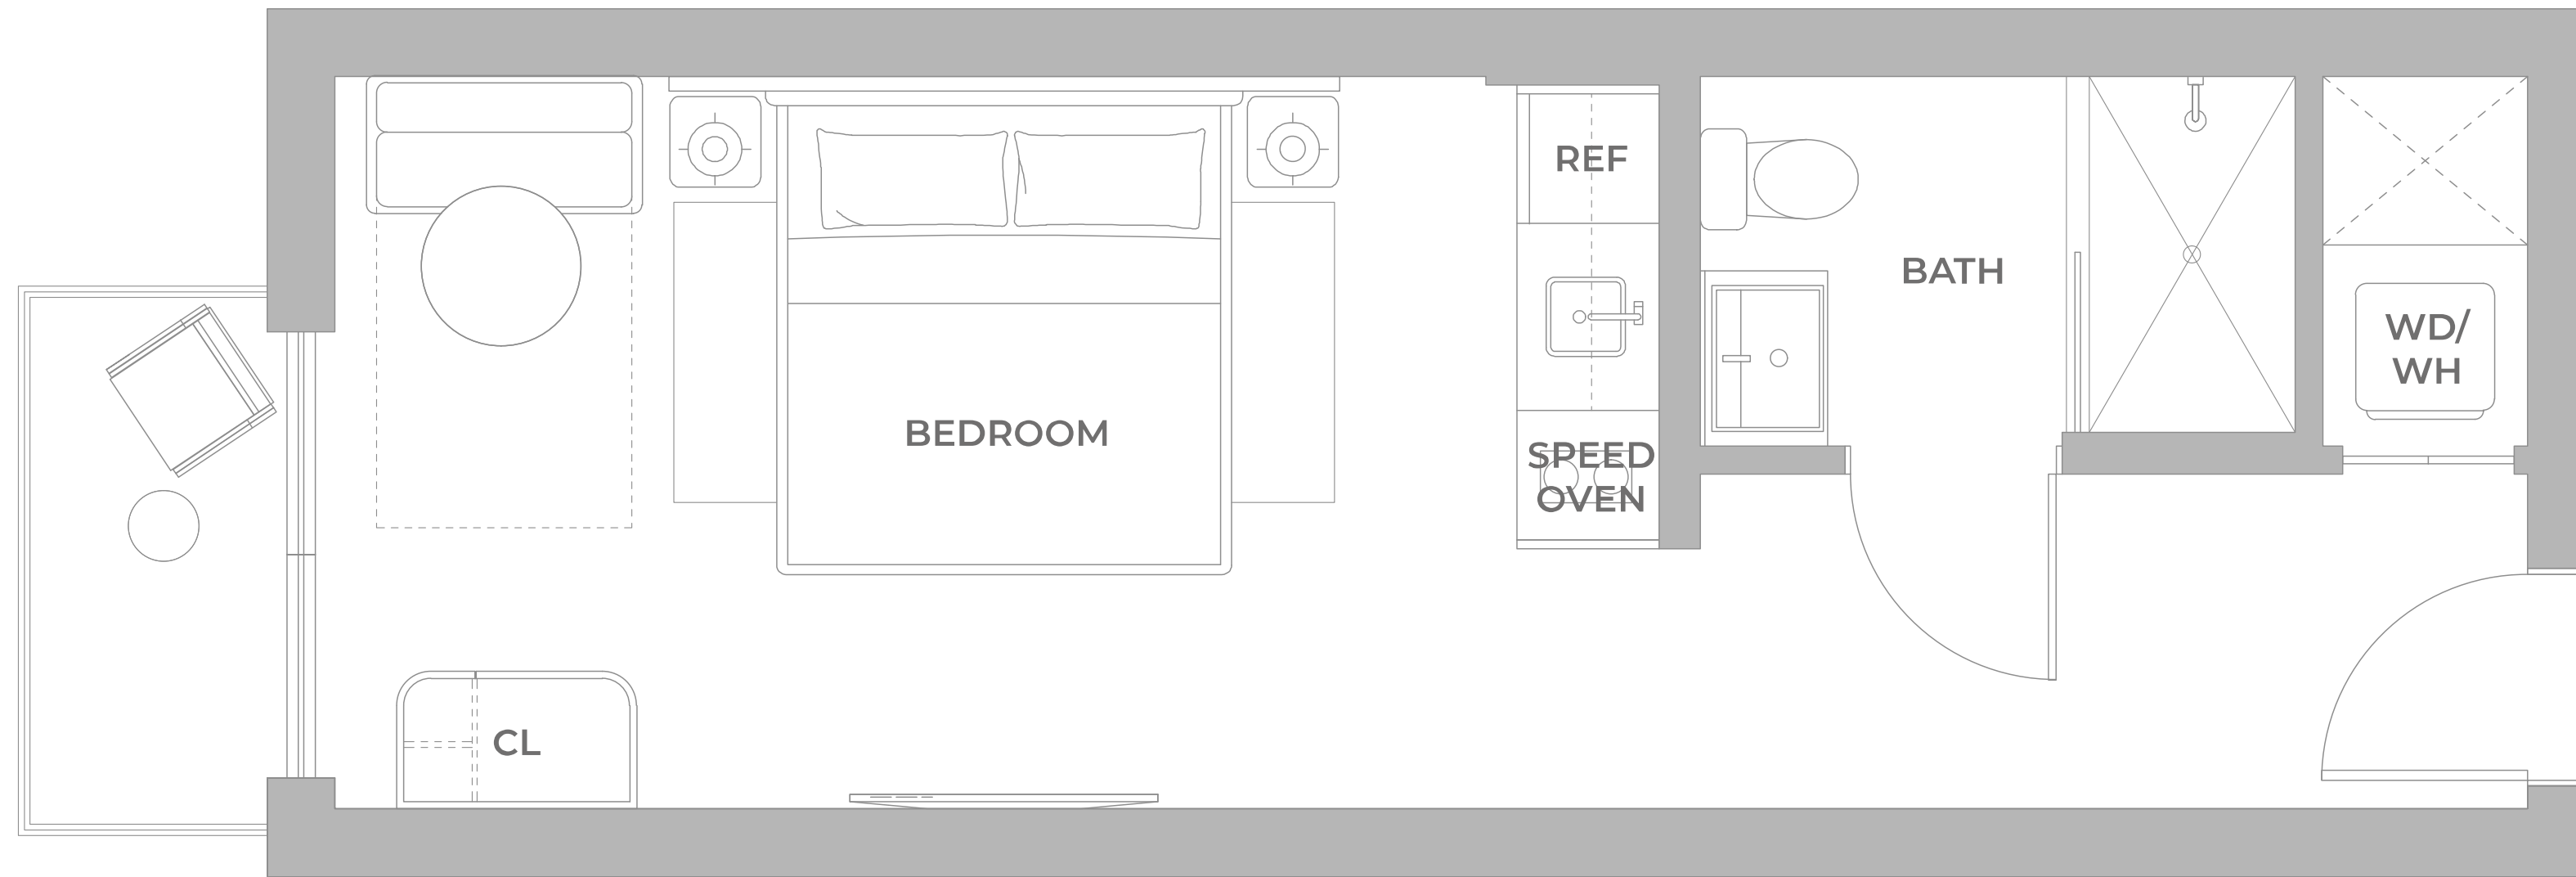 REF
BATH
WD/
WH
BEDROOM
SPEED
OVEN
CL